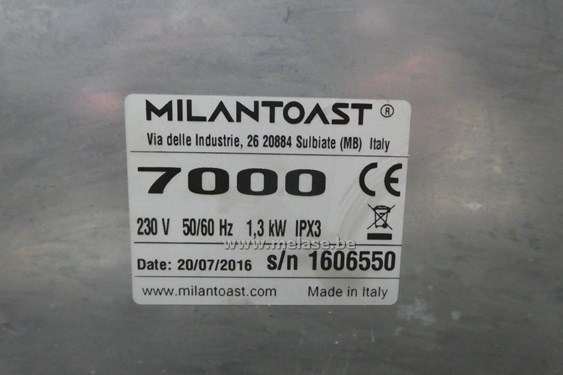 MILANTOAST ®
Via delle Industrie, 26 20884 Sulbiate (MB) Italy
7000 CE
230 V 50/60 Hz 1,3 kW IPX3
www.melase.be
Date: 20/07/2016 s/n 1606550
www.milantoast.com Made in Italy